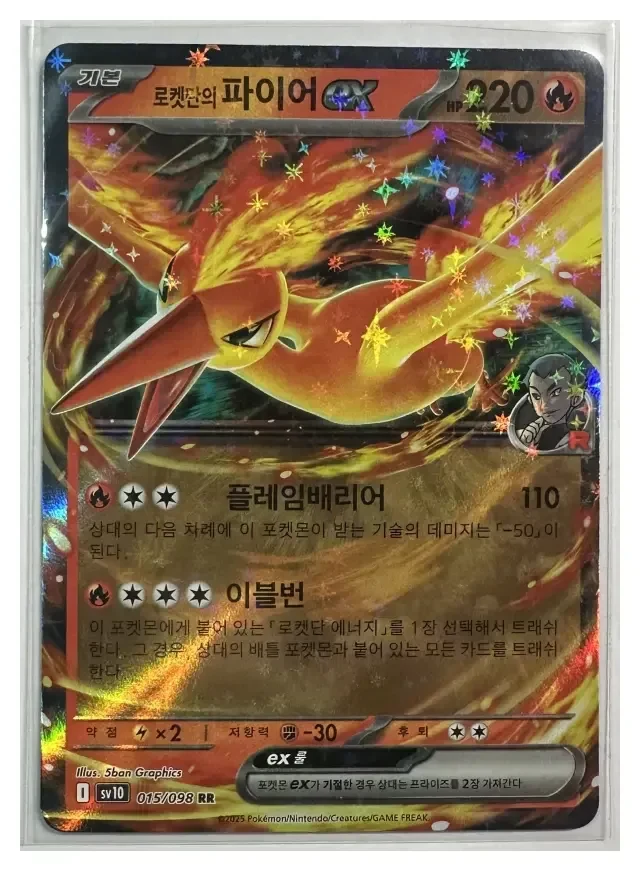 기본
로켓단의 파이어 ex HP 220
R
플레임배리어 110
상대의 다음 차례에 이 포켓몬이 받는 기술의 데미지는 「-50」이
된다.
이블번
이 포켓몬에게 붙어 있는 「로켓단 에너지」를 1장 선택해서 트래쉬
한다. 그 경우, 상대의 배틀 포켓몬과 붙어 있는 모든 카드를 트래쉬
한다.
약점 ×2 저항력 -30 후퇴
ex 룰
포켓몬 ex가 기절한 경우 상대는 프라이즈를 2장 가져간다
Illus. 5ban Graphics
I sv10 015/098 RR
©2025 Pokémon/Nintendo/Creatures/GAME FREAK